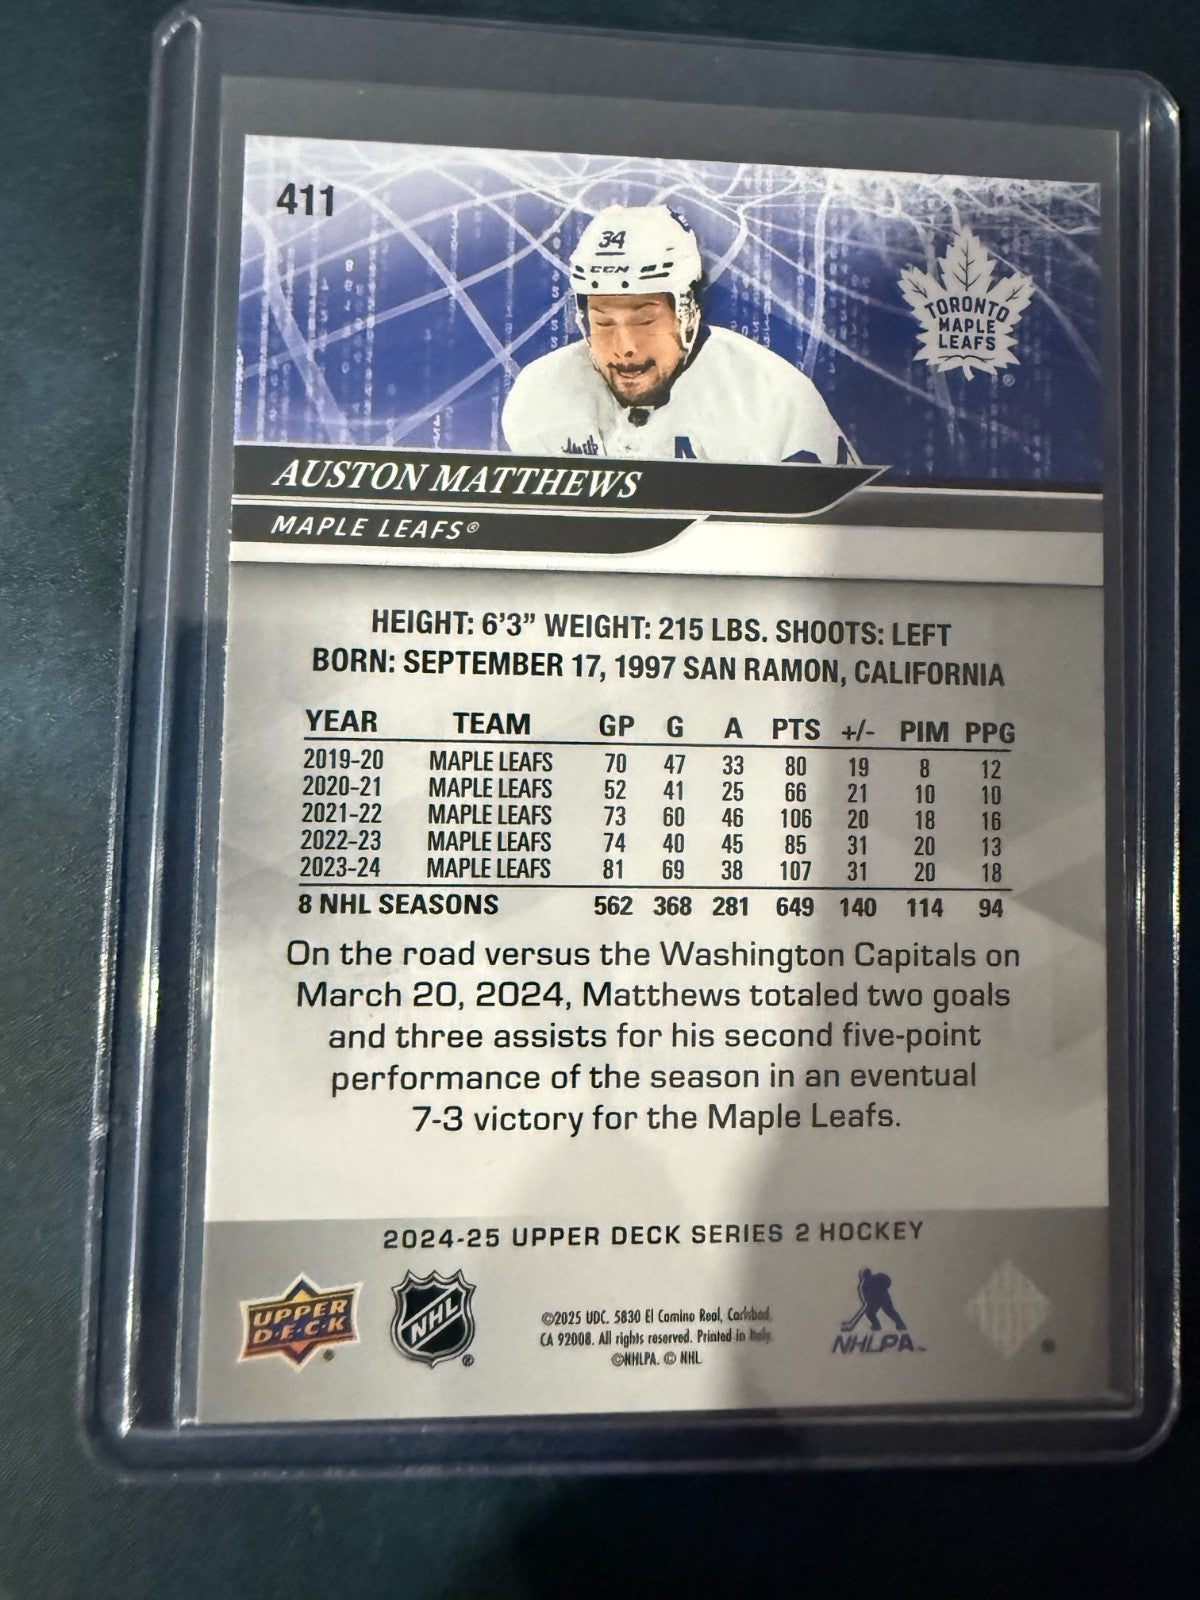 411
34
CCM
A
TORONTO
MAPLE
LEAFS
AUSTON MATTHEWS
MAPLE LEAFS®
HEIGHT: 6'3" WEIGHT: 215 LBS. SHOOTS: LEFT
BORN: SEPTEMBER 17, 1997 SAN RAMON, CALIFORNIA
YEAR TEAM GP G A PTS +/- PIM PPG
2019-20 MAPLE LEAFS 70 47 33 80 19 8 12
2020-21 MAPLE LEAFS 52 41 25 66 21 10 10
2021-22 MAPLE LEAFS 73 60 46 106 20 18 16
2022-23 MAPLE LEAFS 74 40 45 85 31 20 13
2023-24 MAPLE LEAFS 81 69 38 107 31 20 18
8 NHL SEASONS 562 368 281 649 140 114 94
On the road versus the Washington Capitals on
March 20, 2024, Matthews totaled two goals
and three assists for his second five-point
performance of the season in an eventual
7-3 victory for the Maple Leafs.
2024-25 UPPER DECK SERIES 2 HOCKEY
UPPER
D·E·C·K
NHL
©2025 UDC. 5830 El Camino Real, Carlsbad,
CA 92008. All rights reserved. Printed in Italy.
©NHLPA. © NHL
NHLPA™